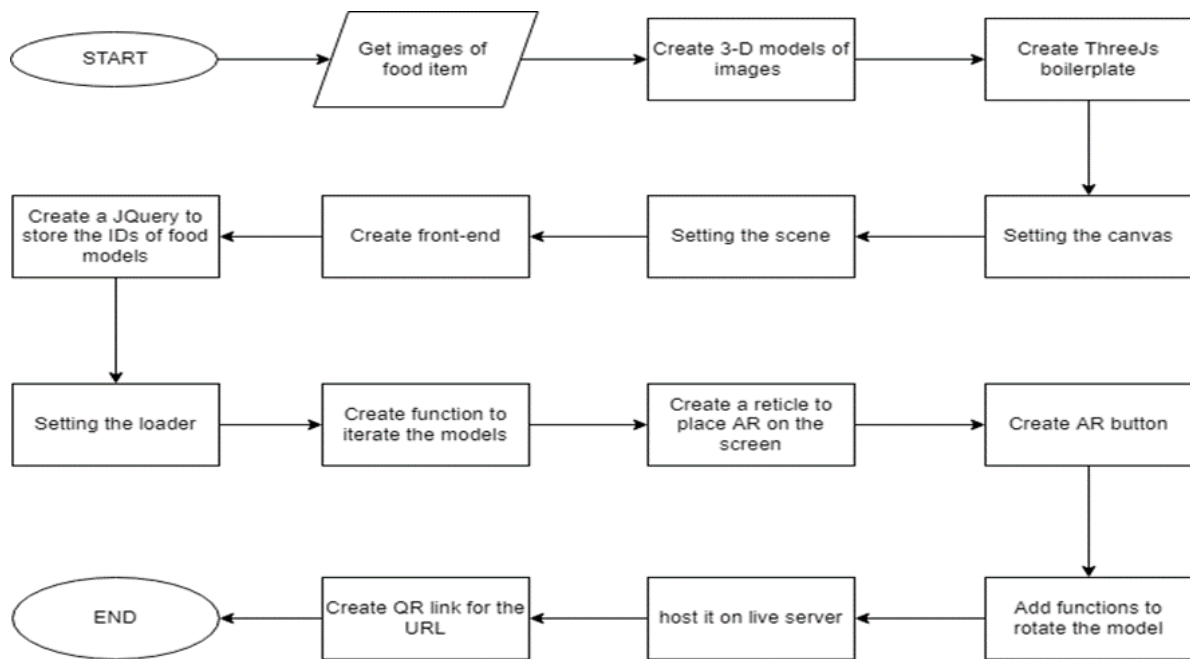 START
Get images of
food item
Create 3-D models of
images
Create ThreeJs
boilerplate
Setting the canvas
Setting the scene
Create front-end
Create a JQuery to
store the IDs of food
models
Setting the loader
Create function to
iterate the models
Create a reticle to
place AR on the
screen
Create AR button
Add functions to
rotate the model
host it on live server
Create QR link for the
URL
END